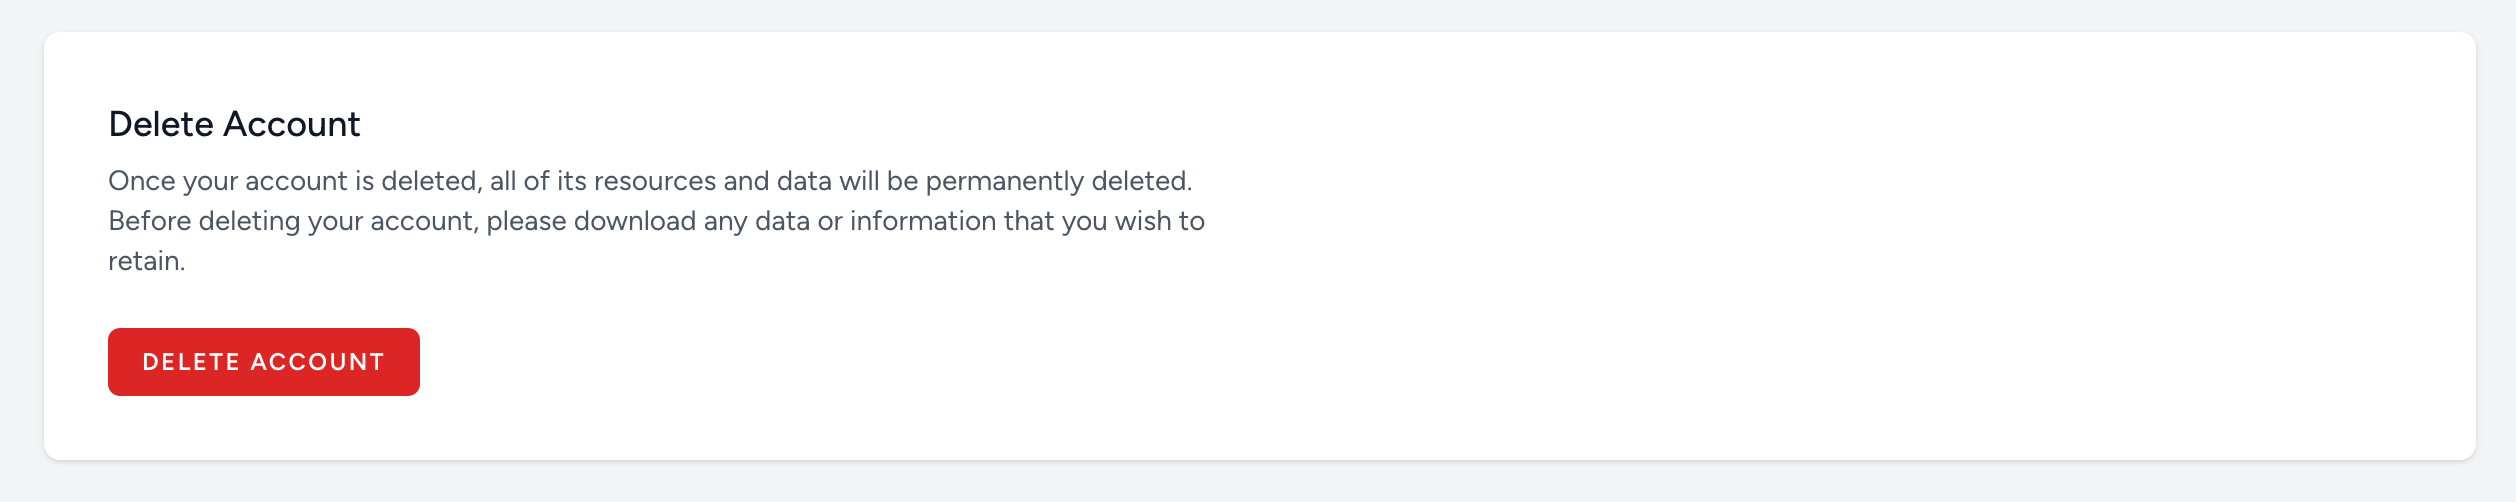 Delete Account
Once your account is deleted, all of its resources and data will be permanently deleted.
Before deleting your account, please download any data or information that you wish to
retain.
DELETE ACCOUNT